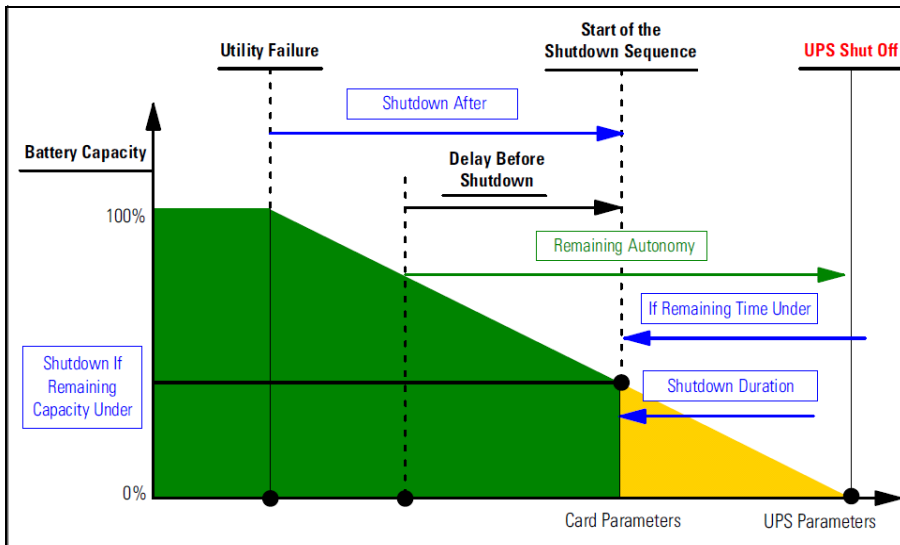 Utility Failure
Start of the
Shutdown Sequence
UPS Shut Off
Shutdown After
Battery Capacity
Delay Before
Shutdown
100%
Remaining Autonomy
If Remaining Time Under
Shutdown If
Remaining
Capacity Under
Shutdown Duration
0%
Card Parameters
UPS Parameters